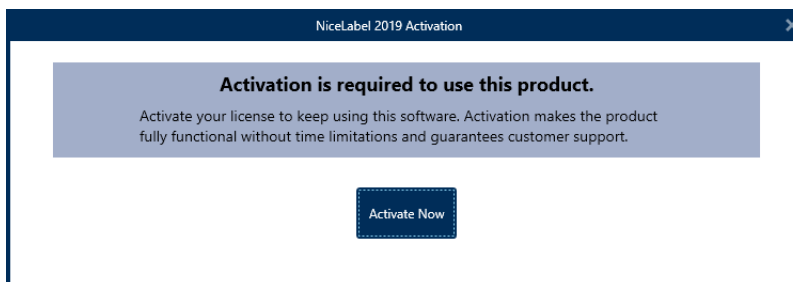 NiceLabel 2019 Activation
Activation is required to use this product.
Activate your license to keep using this software. Activation makes the product
fully functional without time limitations and guarantees customer support.
Activate Now